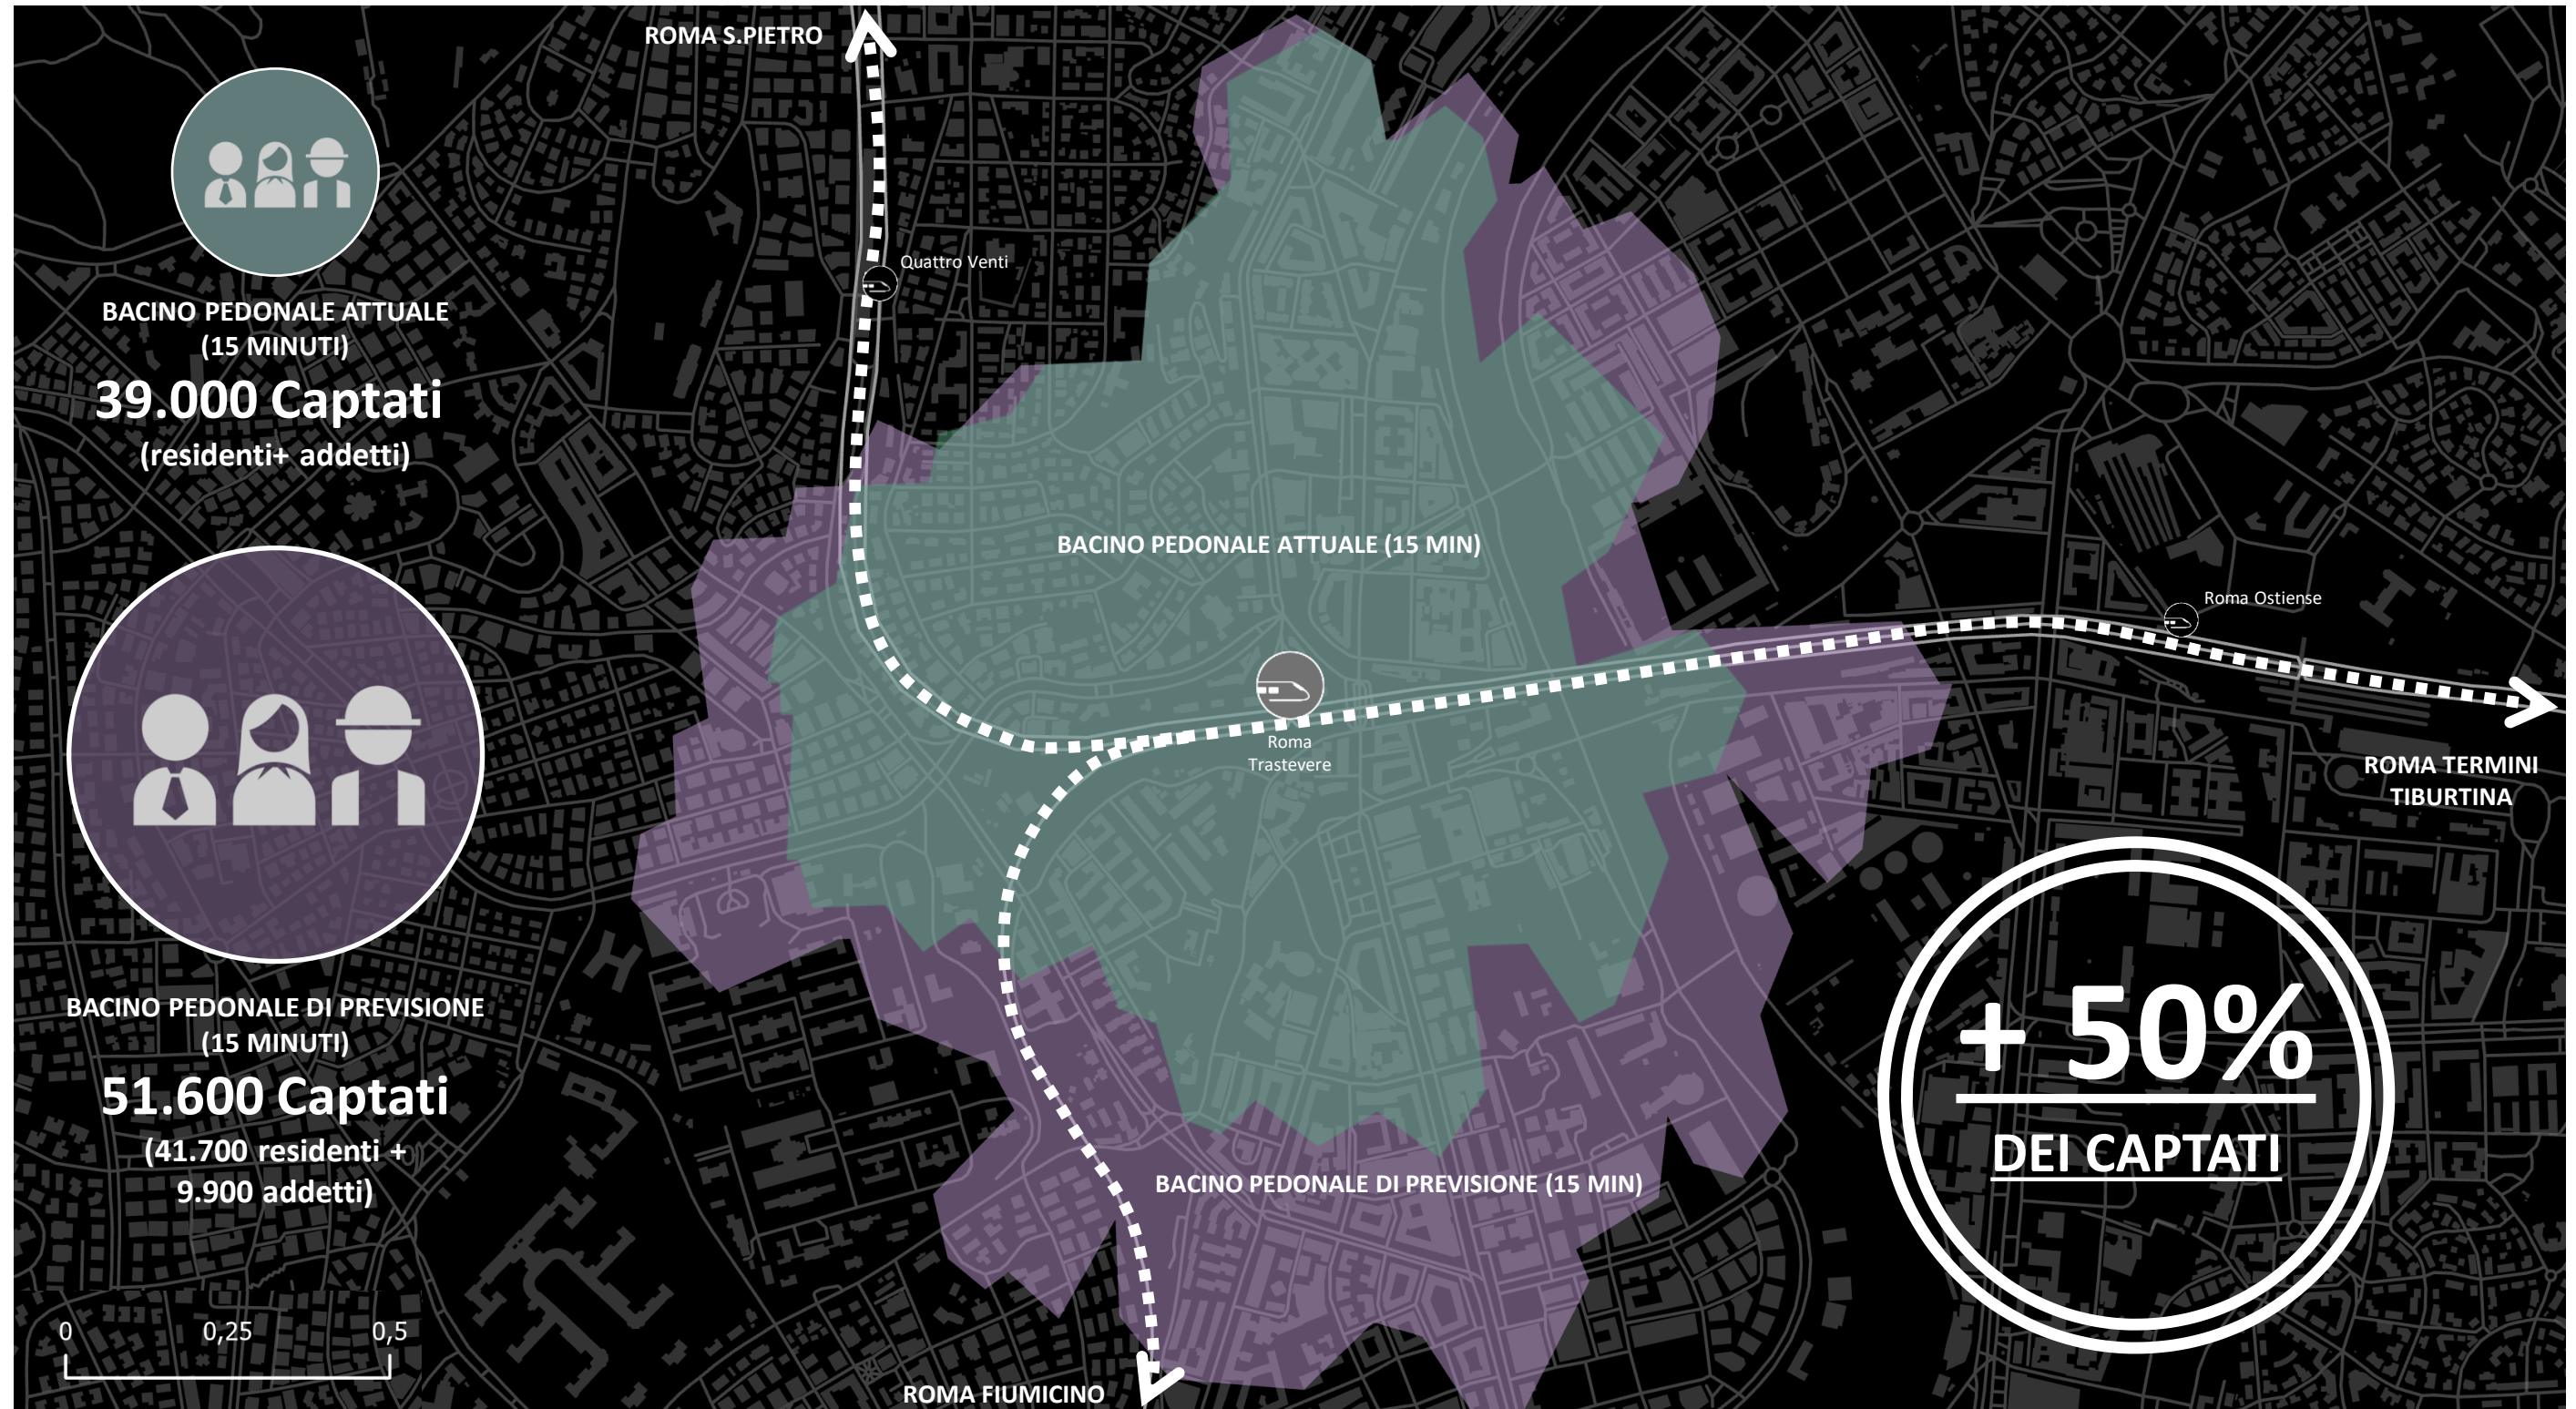 ROMA S.PIETRO
Quattro Venti
BACINO PEDONALE ATTUALE
(15 MINUTI)
39.000 Captati
(residenti+ addetti)
BACINO PEDONALE ATTUALE (15 MIN)
Roma Ostiense
Roma
Trastevere
ROMA TERMINI
TIBURTINA
BACINO PEDONALE DI PREVISIONE
(15 MINUTI)
51.600 Captati
(41.700 residenti +
9.900 addetti)
+ 50%
DEI CAPTATI
BACINO PEDONALE DI PREVISIONE (15 MIN)
0 0,25 0,5
ROMA FIUMICINO